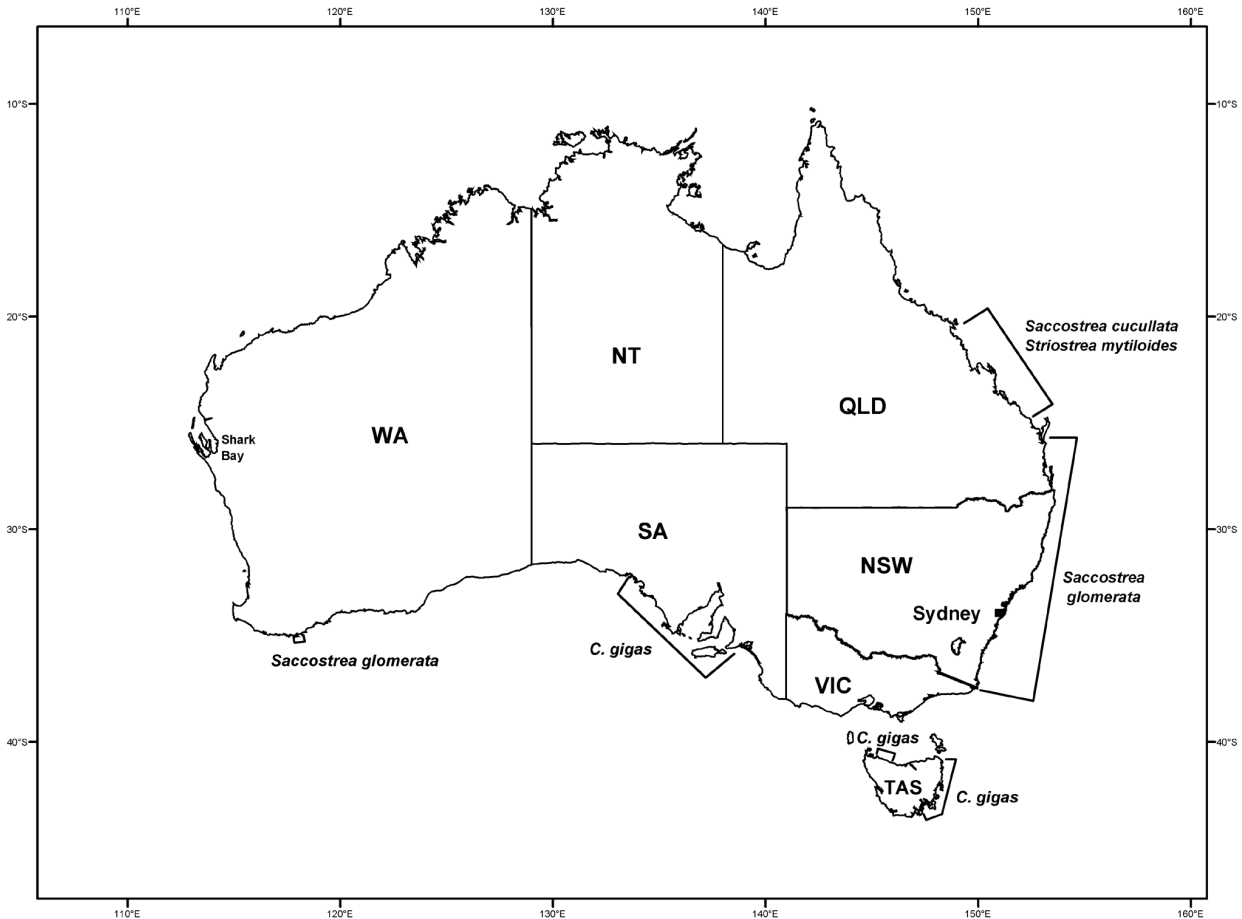 110°E
120°E
130°E
140°E
150°E
160°E
10°S
10°S
20°S
20°S
Saccostrea cucullata
Striostrea mytiloides
NT
QLD
WA
Shark
Bay
30°S
30°S
SA
NSW
Saccostrea
glomerata
Sydney
C. gigas
Saccostrea glomerata
VIC
40°S
40°S
C. gigas
TAS
C. gigas
110°E
120°E
130°E
140°E
150°E
160°E